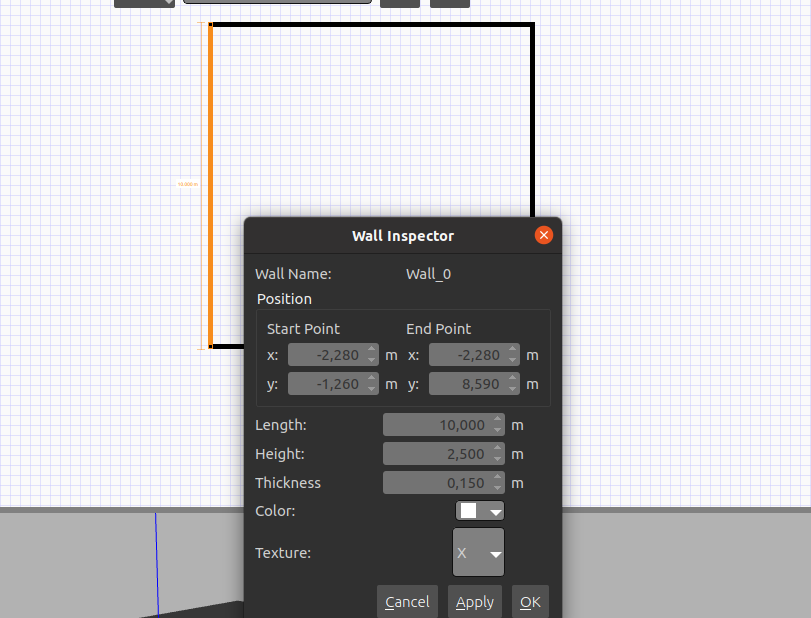 10.000 m
Wall Inspector
Wall Name: Wall_0
Position
Start Point End Point
x: -2,280 m x: -2,280 m
y: -1,260 m y: 8,590 m
Length: 10,000 m
Height: 2,500 m
Thickness 0,150 m
Color:
Texture: X
Cancel Apply OK